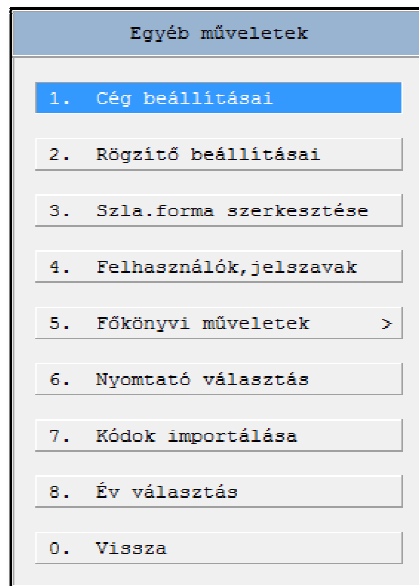 Egyéb műveletek
1. Cég beállításai
2. Rögzítő beállításai
3. Szla.forma szerkesztése
4. Felhasználók,jelszavak
5. Főkönyvi műveletek >
6. Nyomtató választás
7. Kódok importálása
8. Év választás
0. Vissza